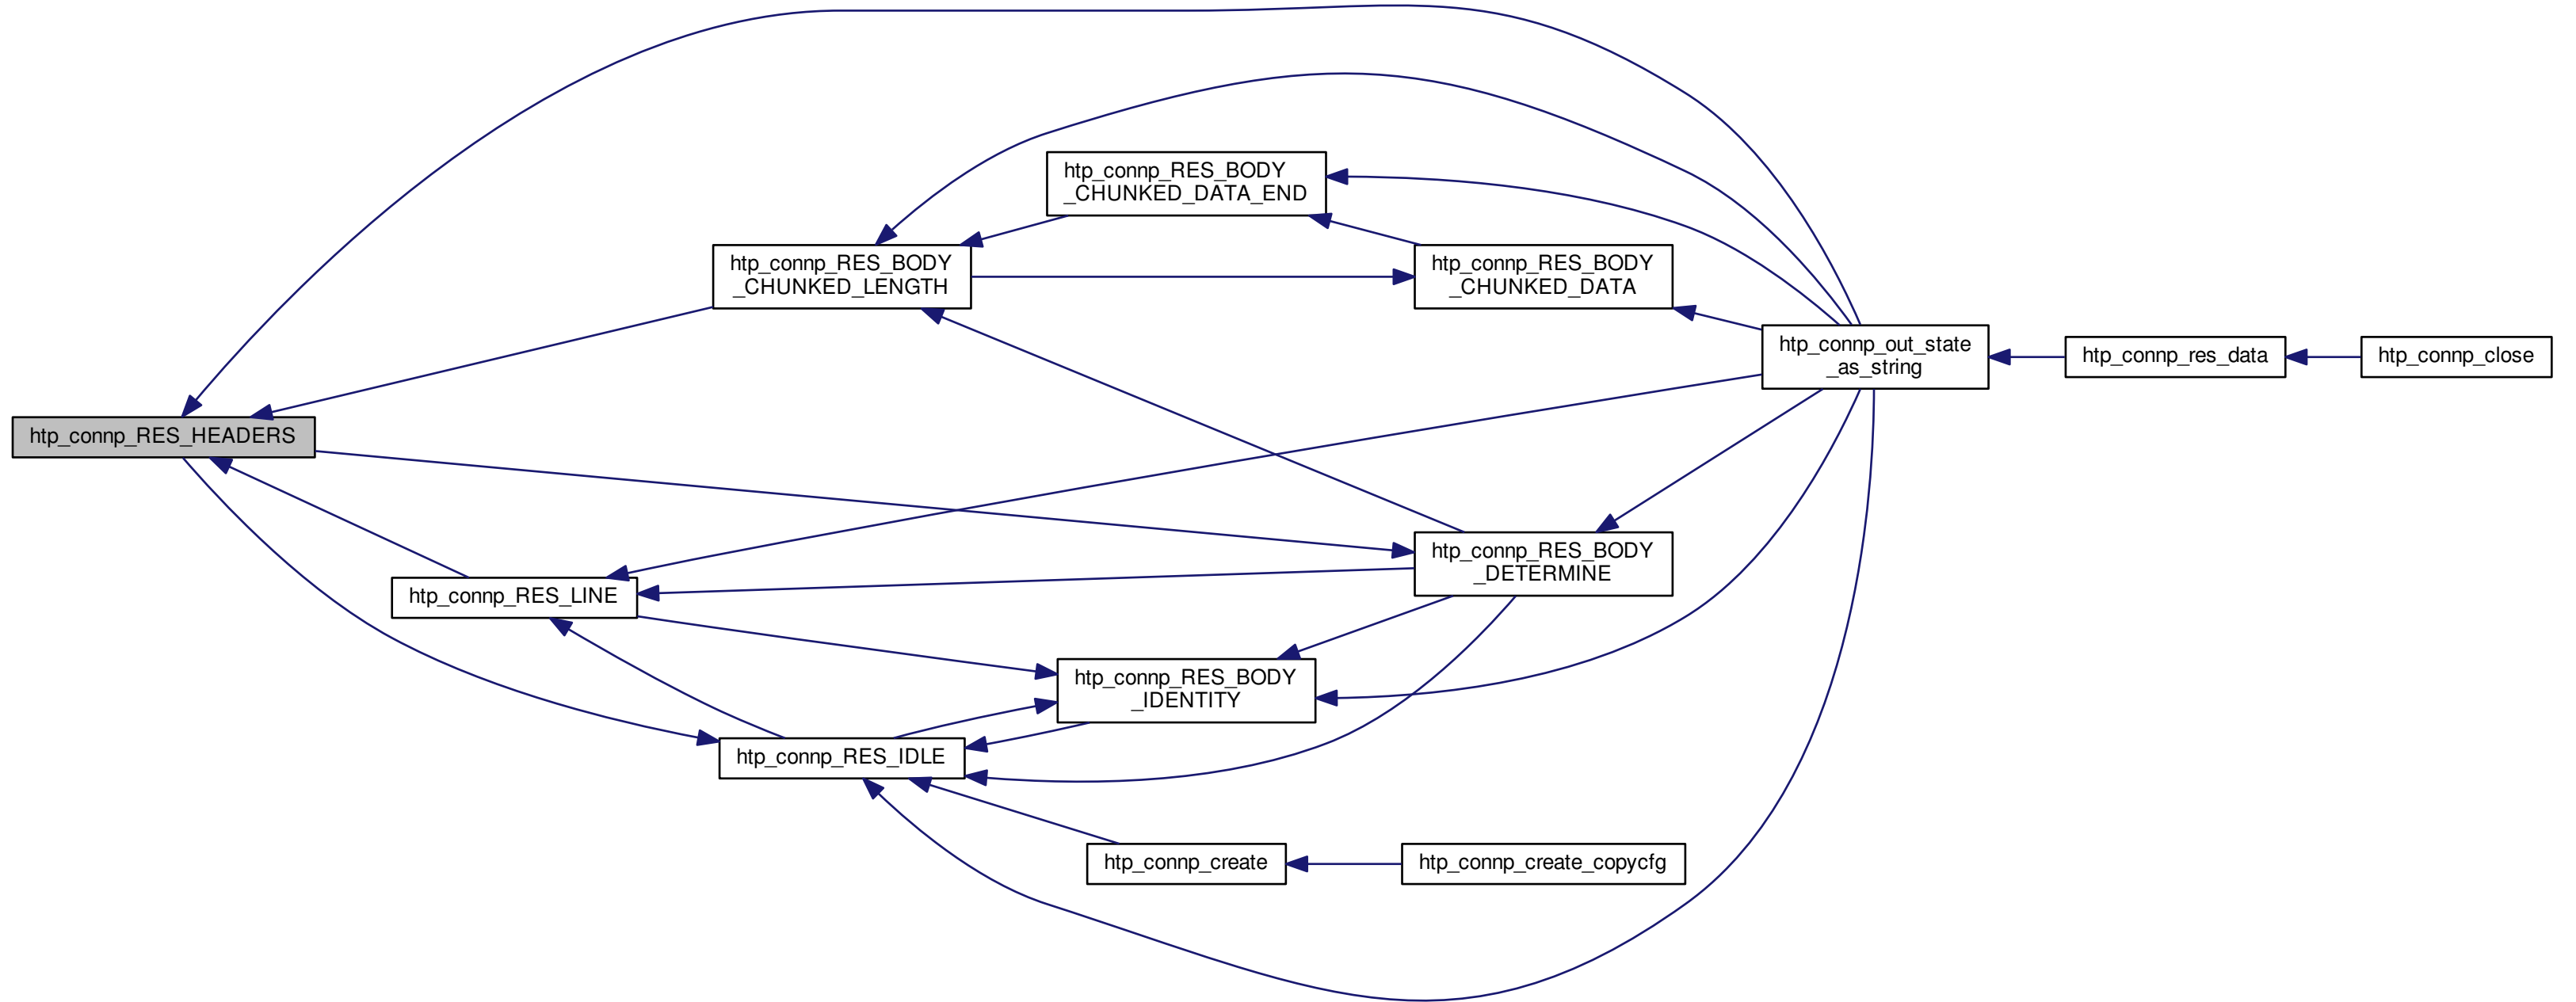 htp_connp_RES_BODY
_CHUNKED_DATA_END
htp_connp_RES_BODY
_CHUNKED_LENGTH
htp_connp_RES_BODY
_CHUNKED_DATA
htp_connp_out_state
_as_string
htp_connp_res_data
htp_connp_close
htp_connp_RES_HEADERS
htp_connp_RES_BODY
_DETERMINE
htp_connp_RES_LINE
htp_connp_RES_BODY
_IDENTITY
htp_connp_RES_IDLE
htp_connp_create
htp_connp_create_copycfg